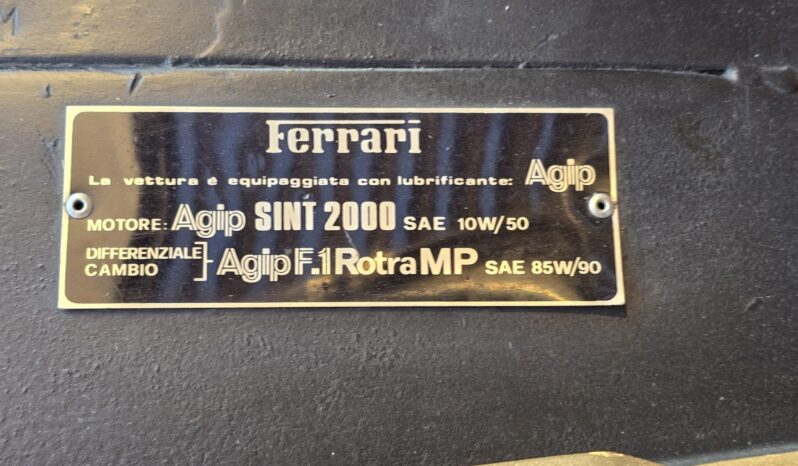 M
Ferrari
La vettura è equipaggiata con lubrificante: Agip
MOTORE: Agip SINT 2000 SAE 10W/50
DIFFERENZIALE
CAMBIO } Agip F.1 Rotra MP SAE 85W/90